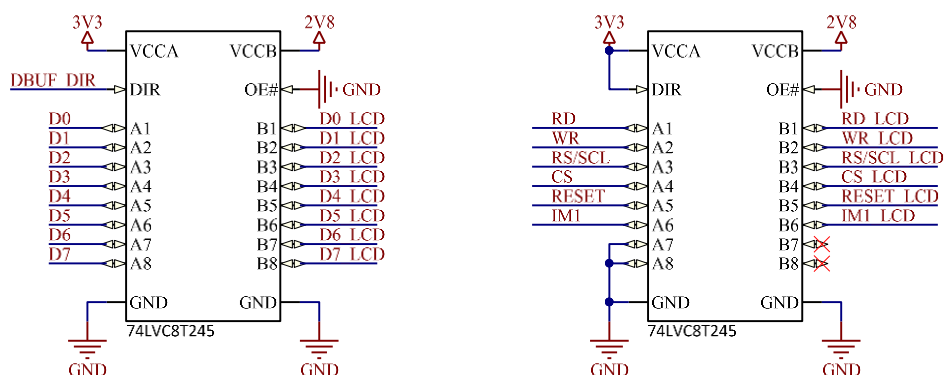 3V3
2V8
VCCA
VCCB
DBUF_DIR
DIR
OE#
GND
D0
A1
B1
D0_LCD
D1
A2
B2
D1_LCD
D2
A3
B3
D2_LCD
D3
A4
B4
D3_LCD
D4
A5
B5
D4_LCD
D5
A6
B6
D5_LCD
D6
A7
B7
D6_LCD
D7
A8
B8
D7_LCD
GND
GND
74LVC8T245
GND
GND
3V3
2V8
VCCA
VCCB
DIR
OE#
GND
RD
A1
B1
RD_LCD
WR
A2
B2
WR_LCD
RS/SCL
A3
B3
RS/SCL_LCD
CS
A4
B4
CS_LCD
RESET
A5
B5
RESET_LCD
IM1
A6
B6
IM1_LCD
A7
B7
A8
B8
GND
GND
74LVC8T245
GND
GND